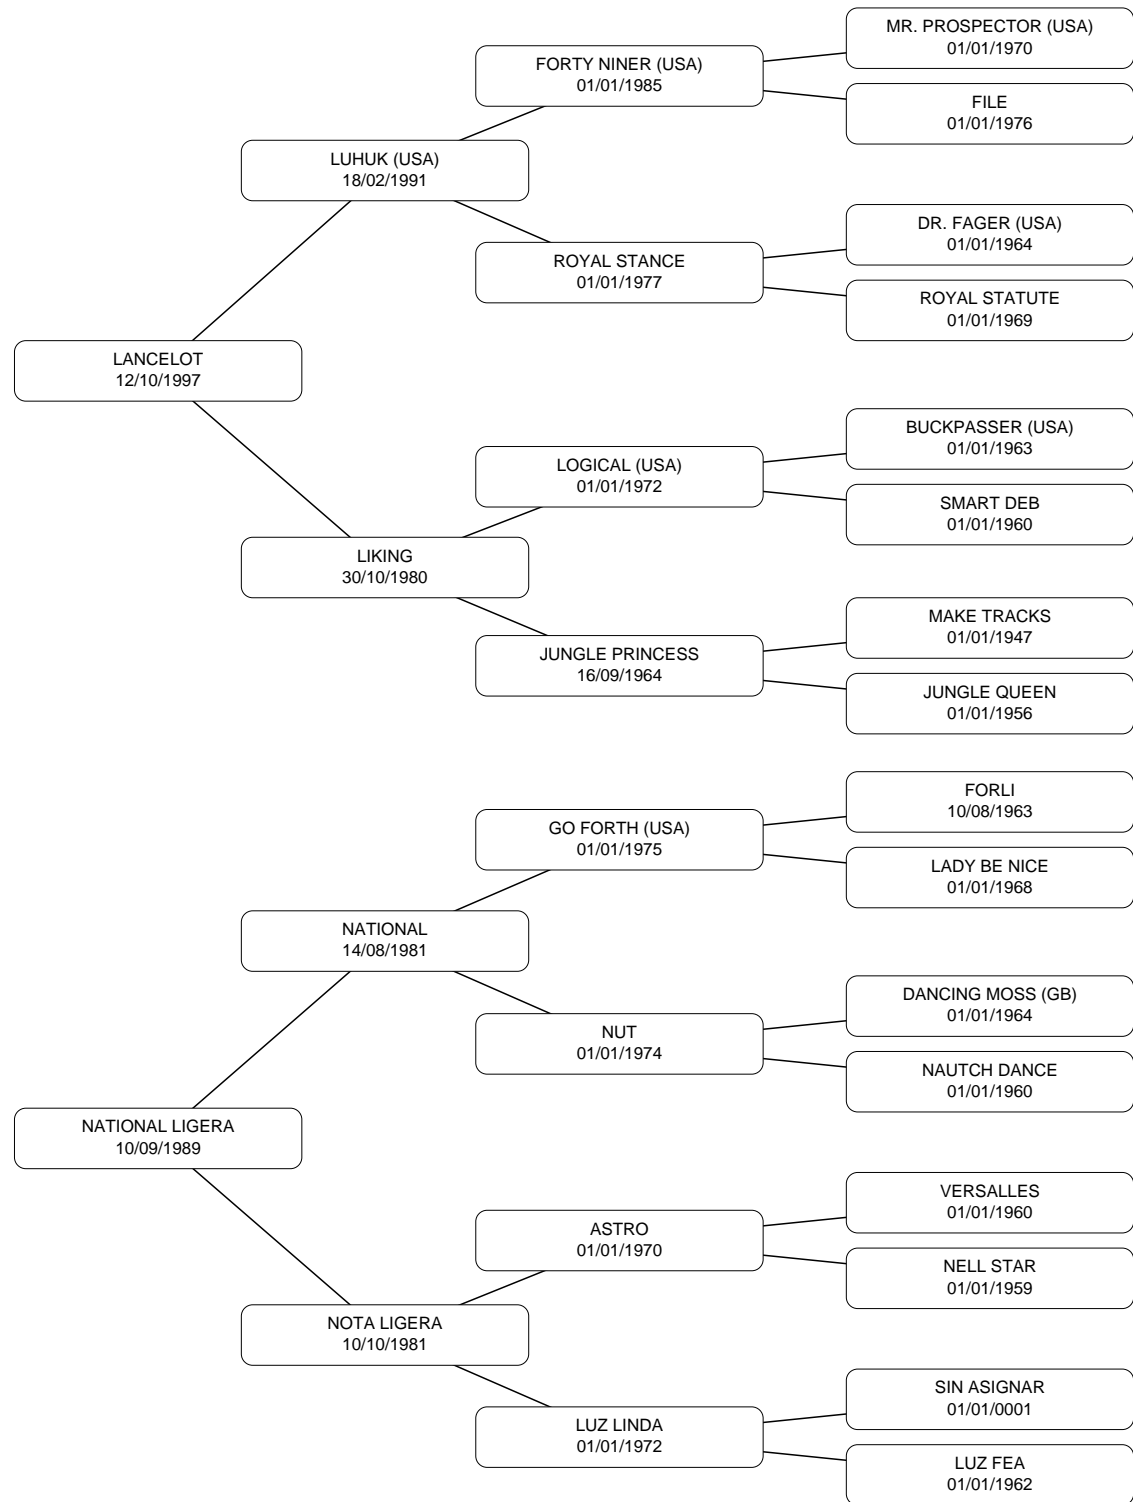 MR. PROSPECTOR (USA)
01/01/1970
FORTY NINER (USA)
01/01/1985
FILE
01/01/1976
LUHUK (USA)
18/02/1991
DR. FAGER (USA)
01/01/1964
ROYAL STANCE
01/01/1977
ROYAL STATUTE
01/01/1969
LANCELOT
12/10/1997
BUCKPASSER (USA)
01/01/1963
LOGICAL (USA)
01/01/1972
SMART DEB
01/01/1960
LIKING
30/10/1980
MAKE TRACKS
01/01/1947
JUNGLE PRINCESS
16/09/1964
JUNGLE QUEEN
01/01/1956
FORLI
10/08/1963
GO FORTH (USA)
01/01/1975
LADY BE NICE
01/01/1968
NATIONAL
14/08/1981
DANCING MOSS (GB)
01/01/1964
NUT
01/01/1974
NAUTCH DANCE
01/01/1960
NATIONAL LIGERA
10/09/1989
VERSALLES
01/01/1960
ASTRO
01/01/1970
NELL STAR
01/01/1959
NOTA LIGERA
10/10/1981
SIN ASIGNAR
01/01/0001
LUZ LINDA
01/01/1972
LUZ FEA
01/01/1962